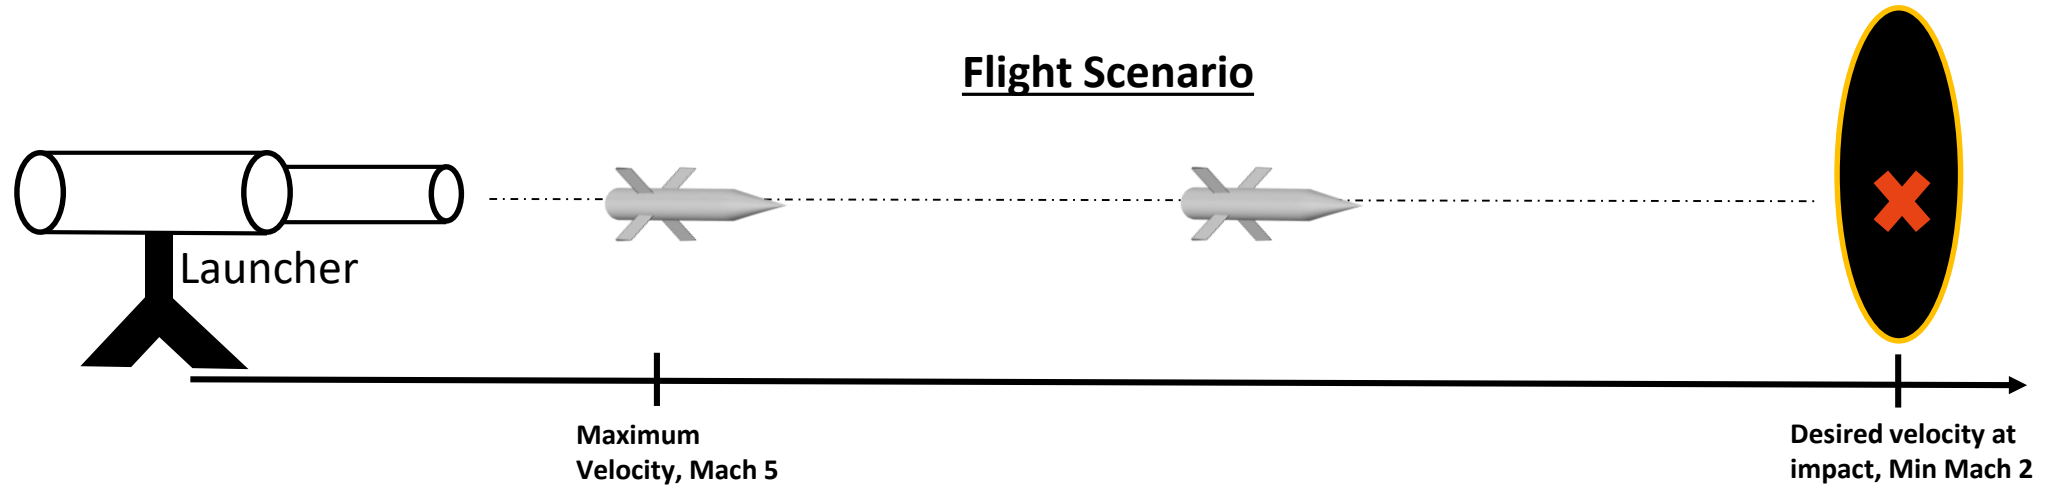 Flight Scenario
Launcher
Maximum
Velocity, Mach 5
Desired velocity at
impact, Min Mach 2